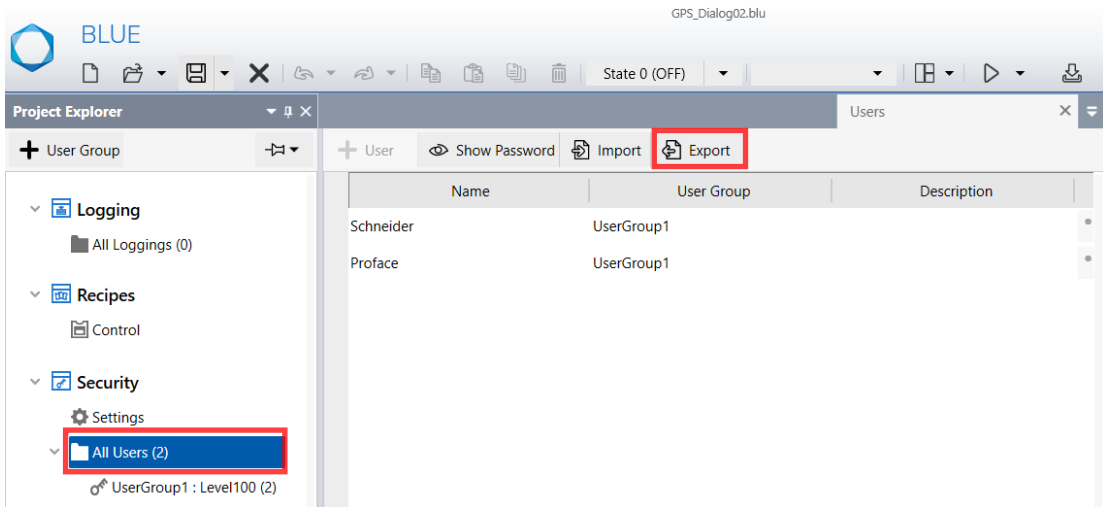 GPS_Dialog02.blu
BLUE
State 0 (OFF)
Project Explorer
Users
User Group
User Show Password Import Export
Name User Group Description
Logging
All Loggings (0)
Schneider UserGroup1
Proface UserGroup1
Recipes
Control
Security
Settings
All Users (2)
UserGroup1 : Level100 (2)